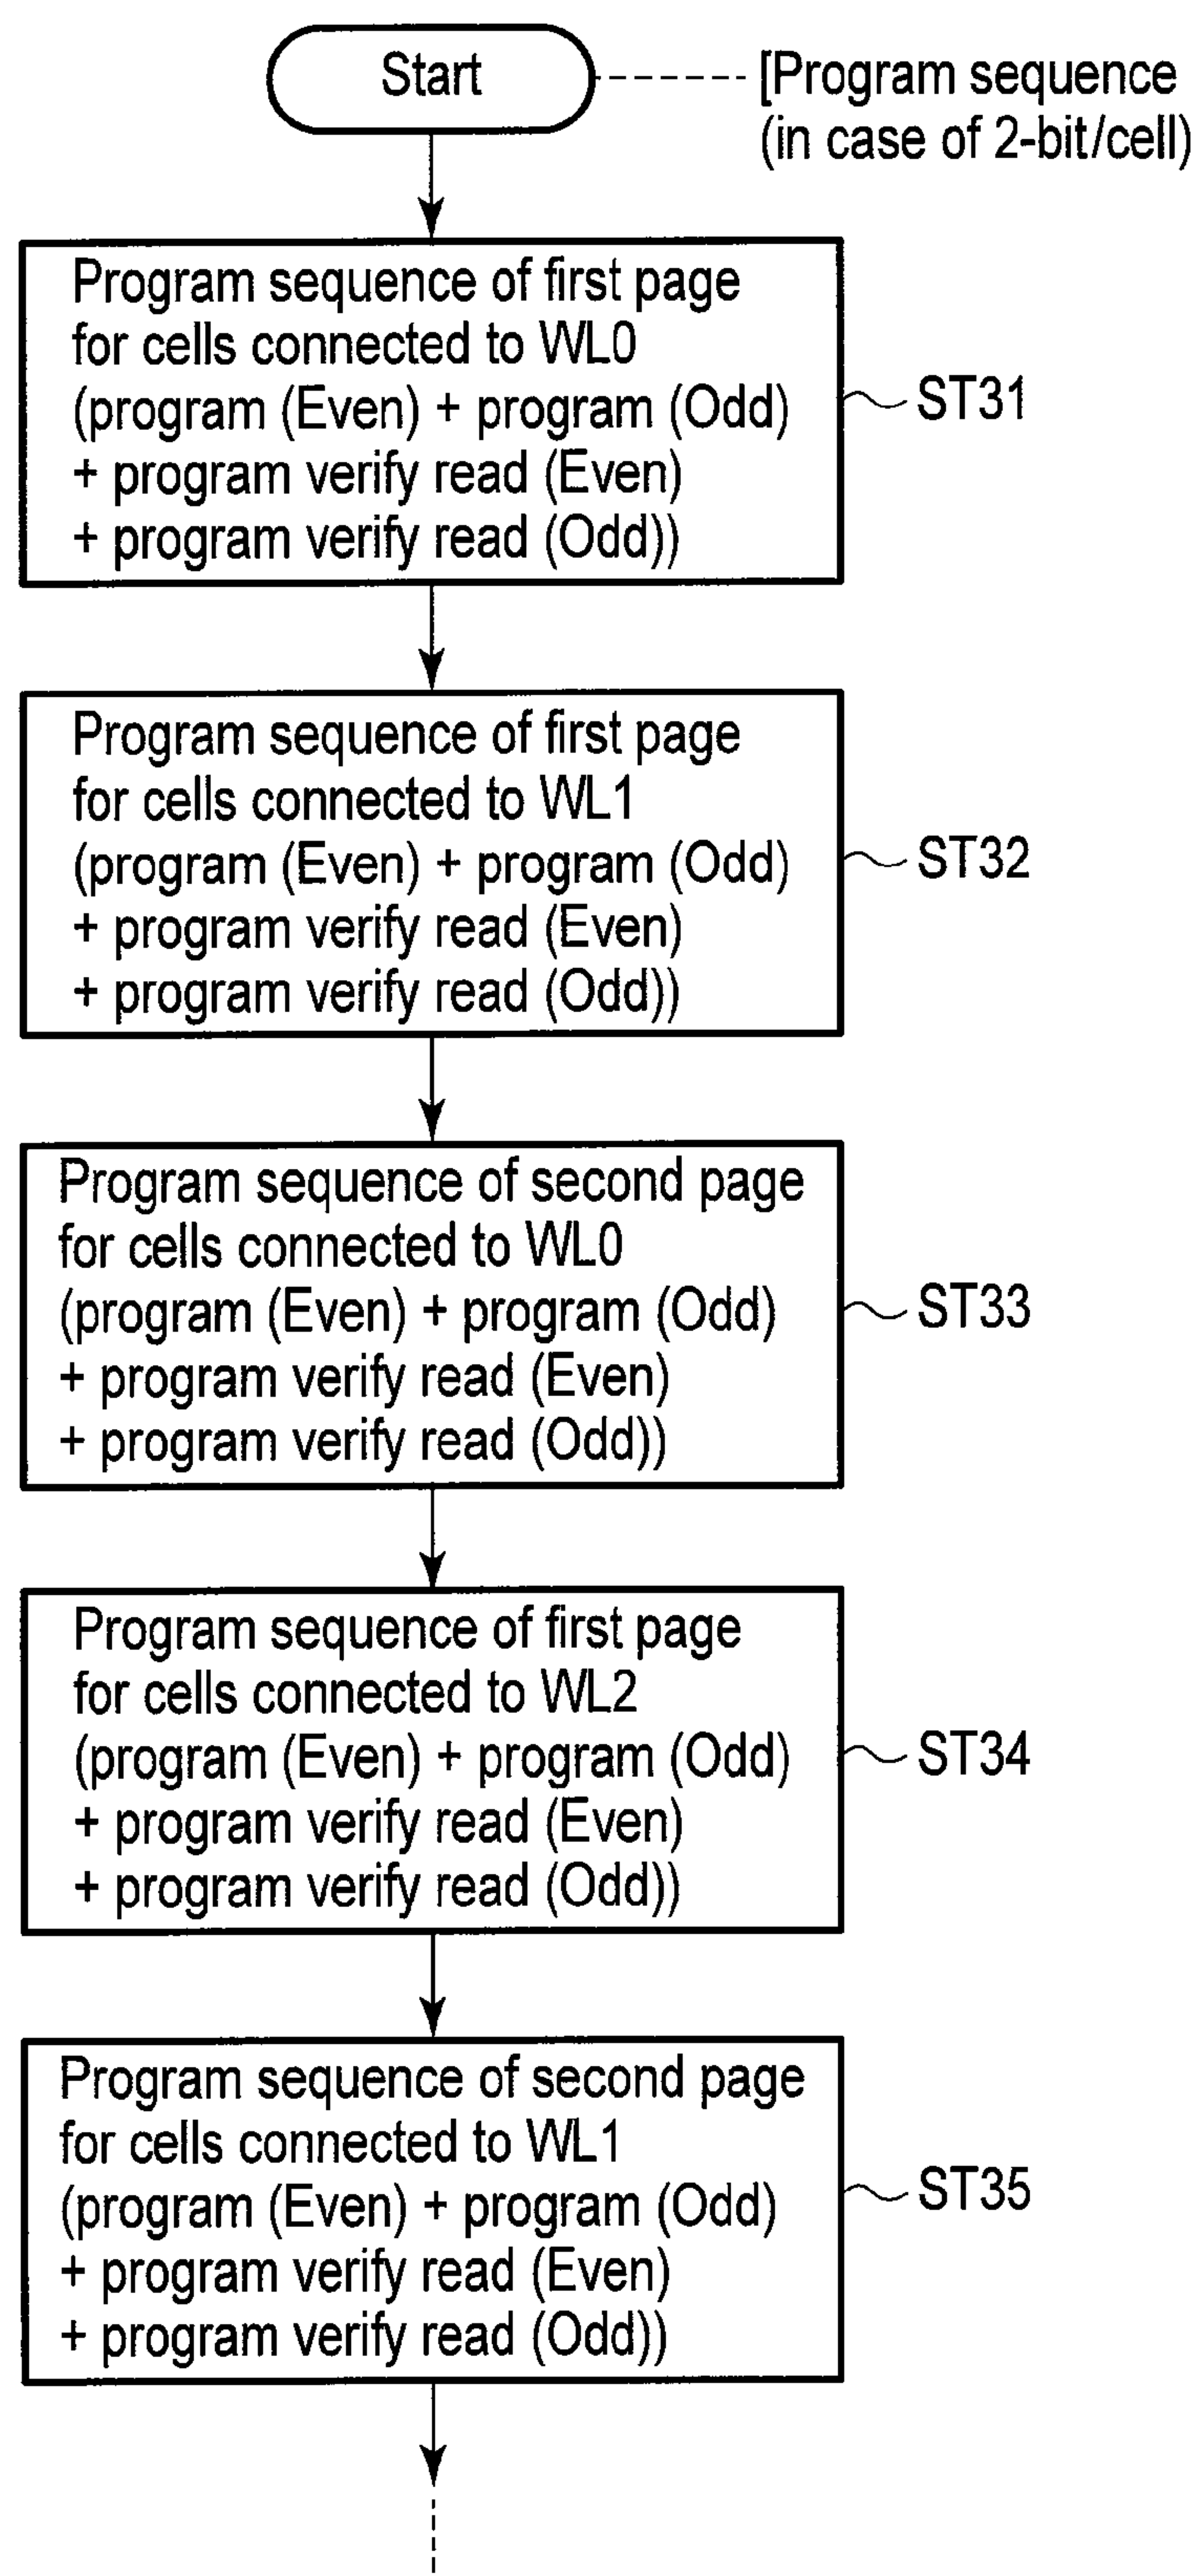 Start
[Program sequence
(in case of 2-bit/cell)
Program sequence of first page
for cells connected to WL0
(program (Even) + program (Odd)
+ program verify read (Even)
+ program verify read (Odd))
ST31
Program sequence of first page
for cells connected to WL1
(program (Even) + program (Odd)
+ program verify read (Even)
+ program verify read (Odd))
ST32
Program sequence of second page
for cells connected to WL0
(program (Even) + program (Odd)
+ program verify read (Even)
+ program verify read (Odd))
ST33
Program sequence of first page
for cells connected to WL2
(program (Even) + program (Odd)
+ program verify read (Even)
+ program verify read (Odd))
ST34
Program sequence of second page
for cells connected to WL1
(program (Even) + program (Odd)
+ program verify read (Even)
+ program verify read (Odd))
ST35